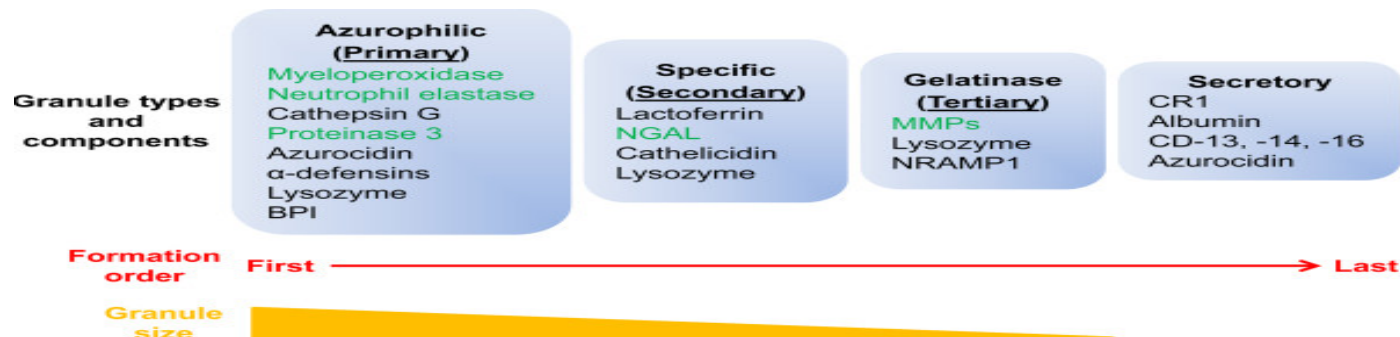 Granule types
and
components
Azurophilic
(Primary)
Myeloperoxidase
Neutrophil elastase
Cathepsin G
Proteinase 3
Azurocidin
α-defensins
Lysozyme
BPI
Specific
(Secondary)
Lactoferrin
NGAL
Cathelicidin
Lysozyme
Gelatinase
(Tertiary)
MMPs
Lysozyme
NRAMP1
Secretory
CR1
Albumin
CD-13, -14, -16
Azurocidin
Formation
order
First
Last
Granule
size